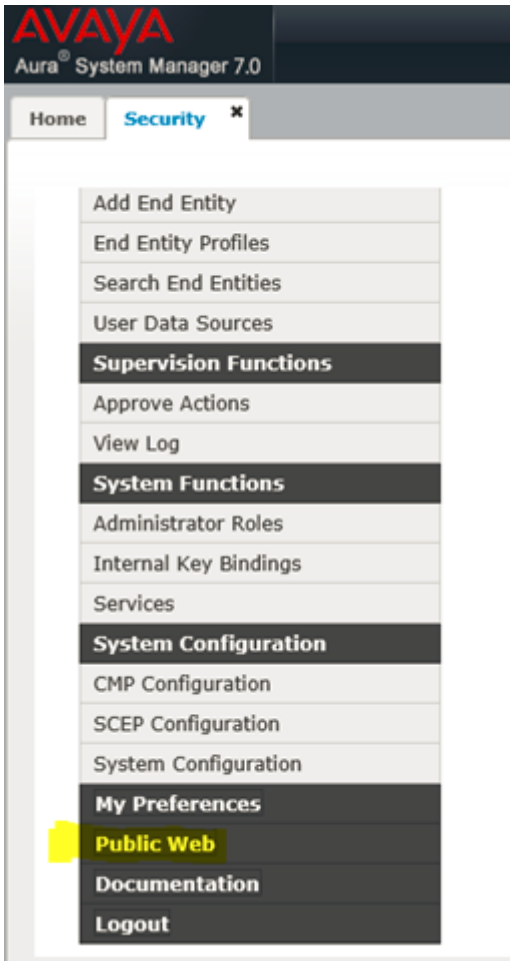 AVAYA
Aura® System Manager 7.0
Home
Security ×
Add End Entity
End Entity Profiles
Search End Entities
User Data Sources
Supervision Functions
Approve Actions
View Log
System Functions
Administrator Roles
Internal Key Bindings
Services
System Configuration
CMP Configuration
SCEP Configuration
System Configuration
My Preferences
Public Web
Documentation
Logout